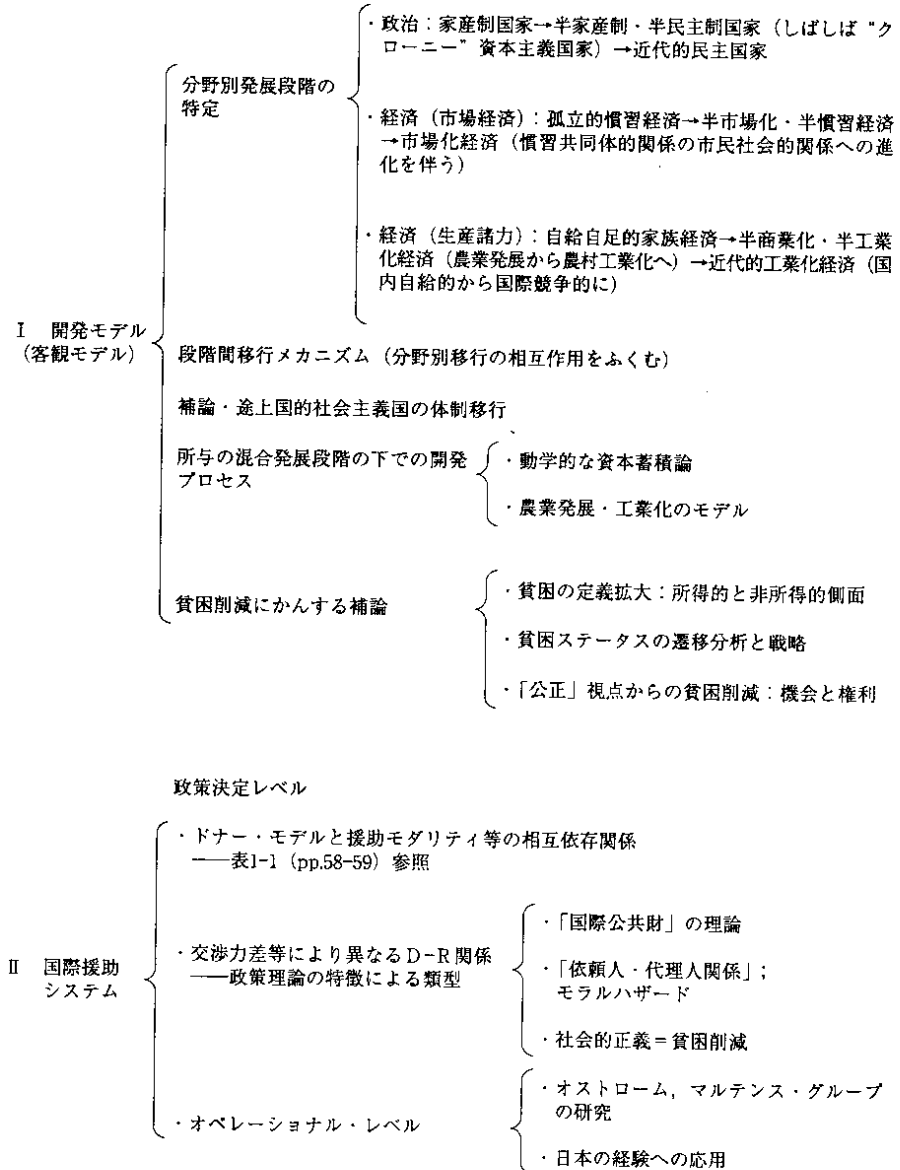 ・政治：家産制国家→半家産制・半民主制国家（しばしば“ク
ローニー”資本主義国家）→近代的民主国家
分野別発展段階の
特定
・経済（市場経済）：孤立的慣習経済→半市場化・半慣習経済
→市場化経済（慣習共同体的関係の市民社会的関係への進
化を伴う）
・経済（生産諸力）：自給自足的家族経済→半商業化・半工業
化経済（農業発展から農村工業化へ）→近代的工業化経済（国
内自給的から国際競争的に）
Ⅰ　開発モデル
（客観モデル）
段階間移行メカニズム（分野別移行の相互作用をふくむ）
補論・途上国的社会主義国の体制移行
所与の混合発展段階の下での開発
プロセス
・動学的な資本蓄積論
・農業発展・工業化のモデル
貧困削減にかんする補論
・貧困の定義拡大：所得的と非所得的側面
・貧困ステータスの遷移分析と戦略
・「公正」視点からの貧困削減：機会と権利
政策決定レベル
・ドナー・モデルと援助モダリティ等の相互依存関係
――表1-1（pp.58-59）参照
Ⅱ　国際援助
システム
・交渉力差等により異なるD-R関係
――政策理論の特徴による類型
・「国際公共財」の理論
・「依頼人・代理人関係」；
モラルハザード
・社会的正義＝貧困削減
・オペレーショナル・レベル
・オストローム，マルテンス・グループ
の研究
・日本の経験への応用